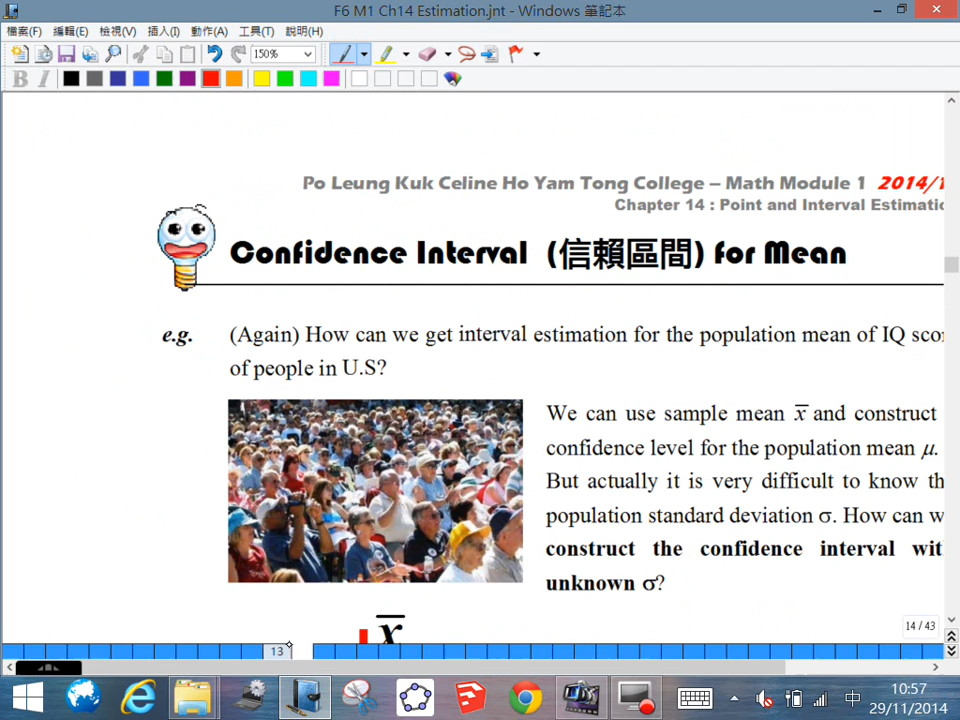 F6 M1 Ch14 Estimation.jnt - Windows 筆記本
檔案(F) 編輯(E) 檢視(V) 插入(I) 動作(A) 工具(T) 說明(H)
150%
B I
Po Leung Kuk Celine Ho Yam Tong College – Math Module 1 2014/1
Chapter 14 : Point and Interval Estimatio
Confidence Interval (信賴區間) for Mean
e.g. (Again) How can we get interval estimation for the population mean of IQ scor
of people in U.S?
We can use sample mean x̅ and construct
confidence level for the population mean μ.
But actually it is very difficult to know th
population standard deviation σ. How can w
construct the confidence interval wit
unknown σ?
x̅
14 / 43
13
中
10:57
29/11/2014